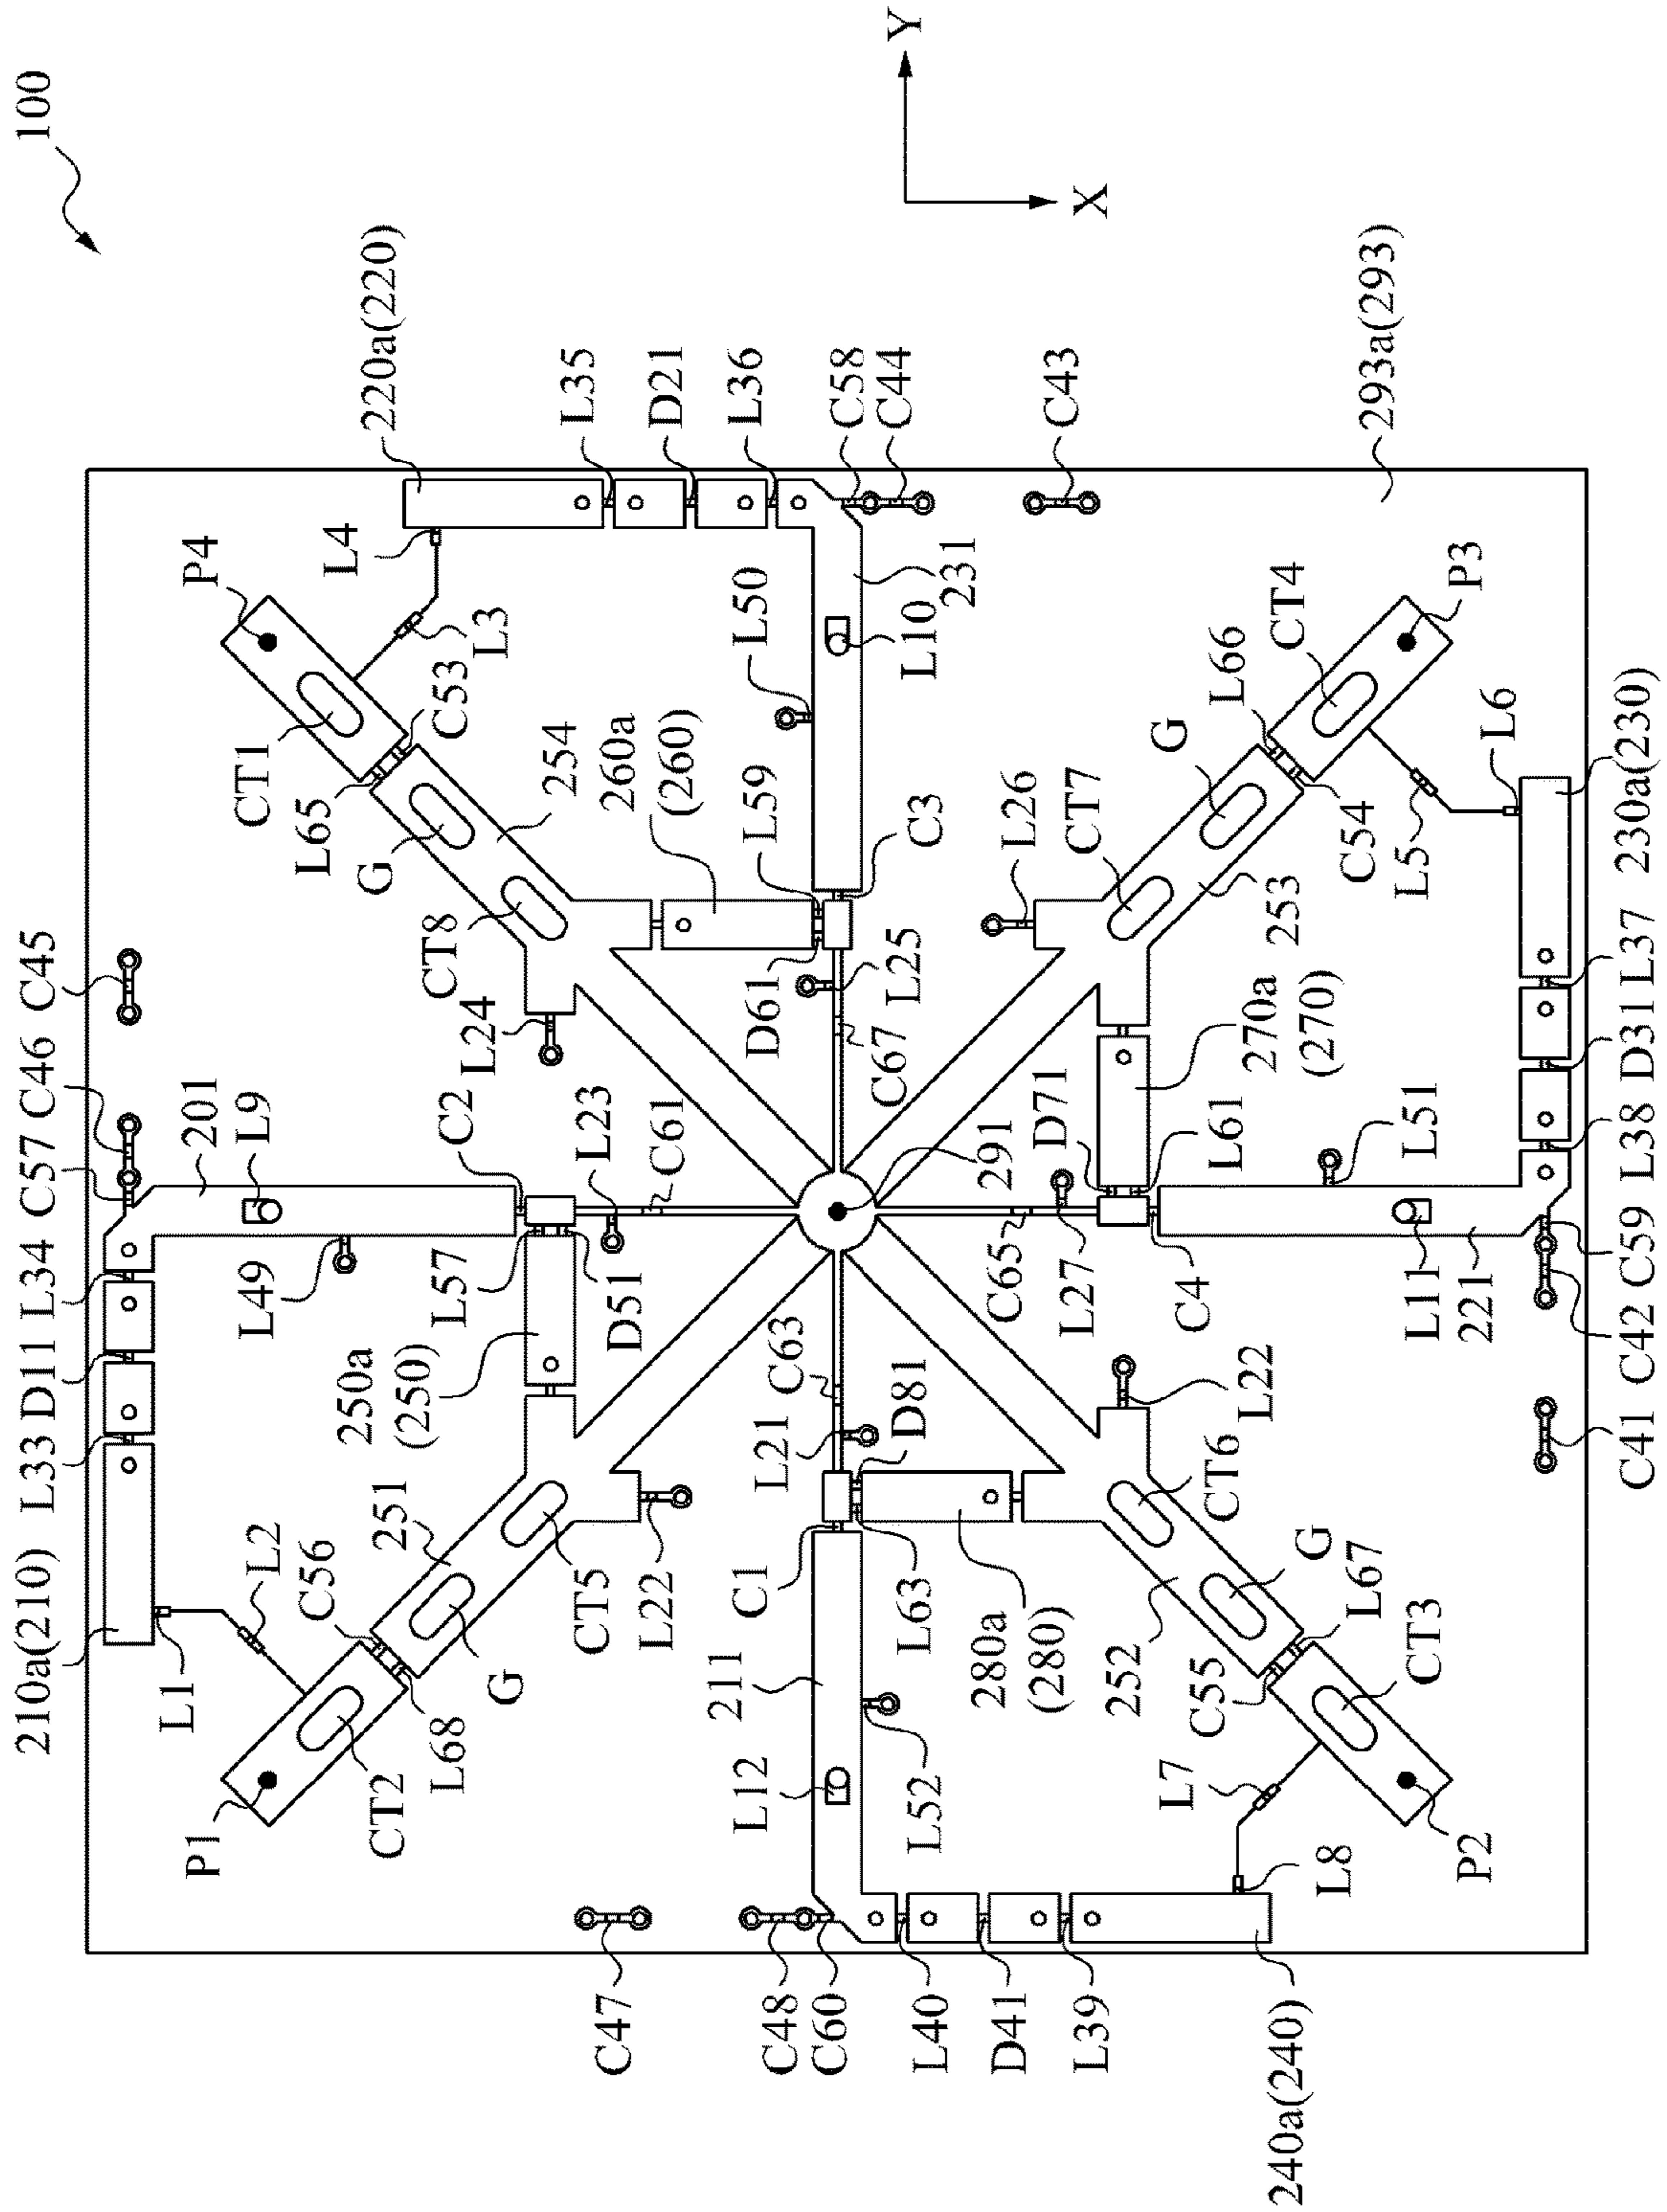 100
Y
X
293a(293)
220a(220)
L35
D21
L36
C58
C44
C43
P4
L4
L3
C53
CT1
L65
G
254
260a
(260)
L59
L50
231
L10
C3
CT8
L24
D61
L25
C67
C45
C46
C57
L34
D11
L33
210a(210)
201
L9
L49
C2
L57
D51
L23
C61
250a
(250)
L2
L1
C56
251
P1
CT2
L68
G
CT5
L22
291
P3
CT4
L66
G
CT7
L26
L6
230a(230)
C54
L5
253
270a
(270)
D71
L61
L37
D31
L38
C59
C42
C41
L51
C65
L27
C4
L11
221
C63
L21
D81
C1
L63
280a
(280)
211
L12
L52
L22
CT6
G
L67
252
C55
CT3
L7
L8
P2
C47
C48
C60
L40
D41
L39
240a(240)